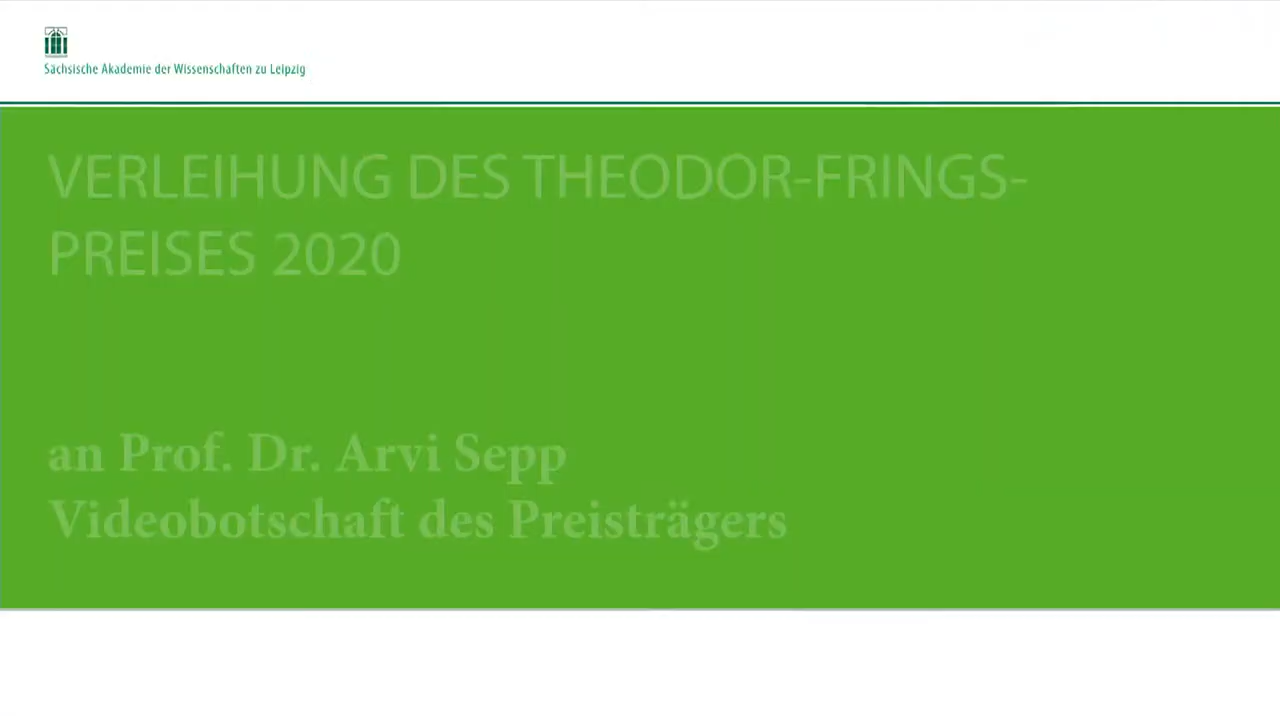 Sächsische Akademie der Wissenschaften zu Leipzig
VERLEIHUNG DES THEODOR-FRINGS-
PREISES 2020
an Prof. Dr. Arvi Sepp
Videobotschaft des Preisträgers